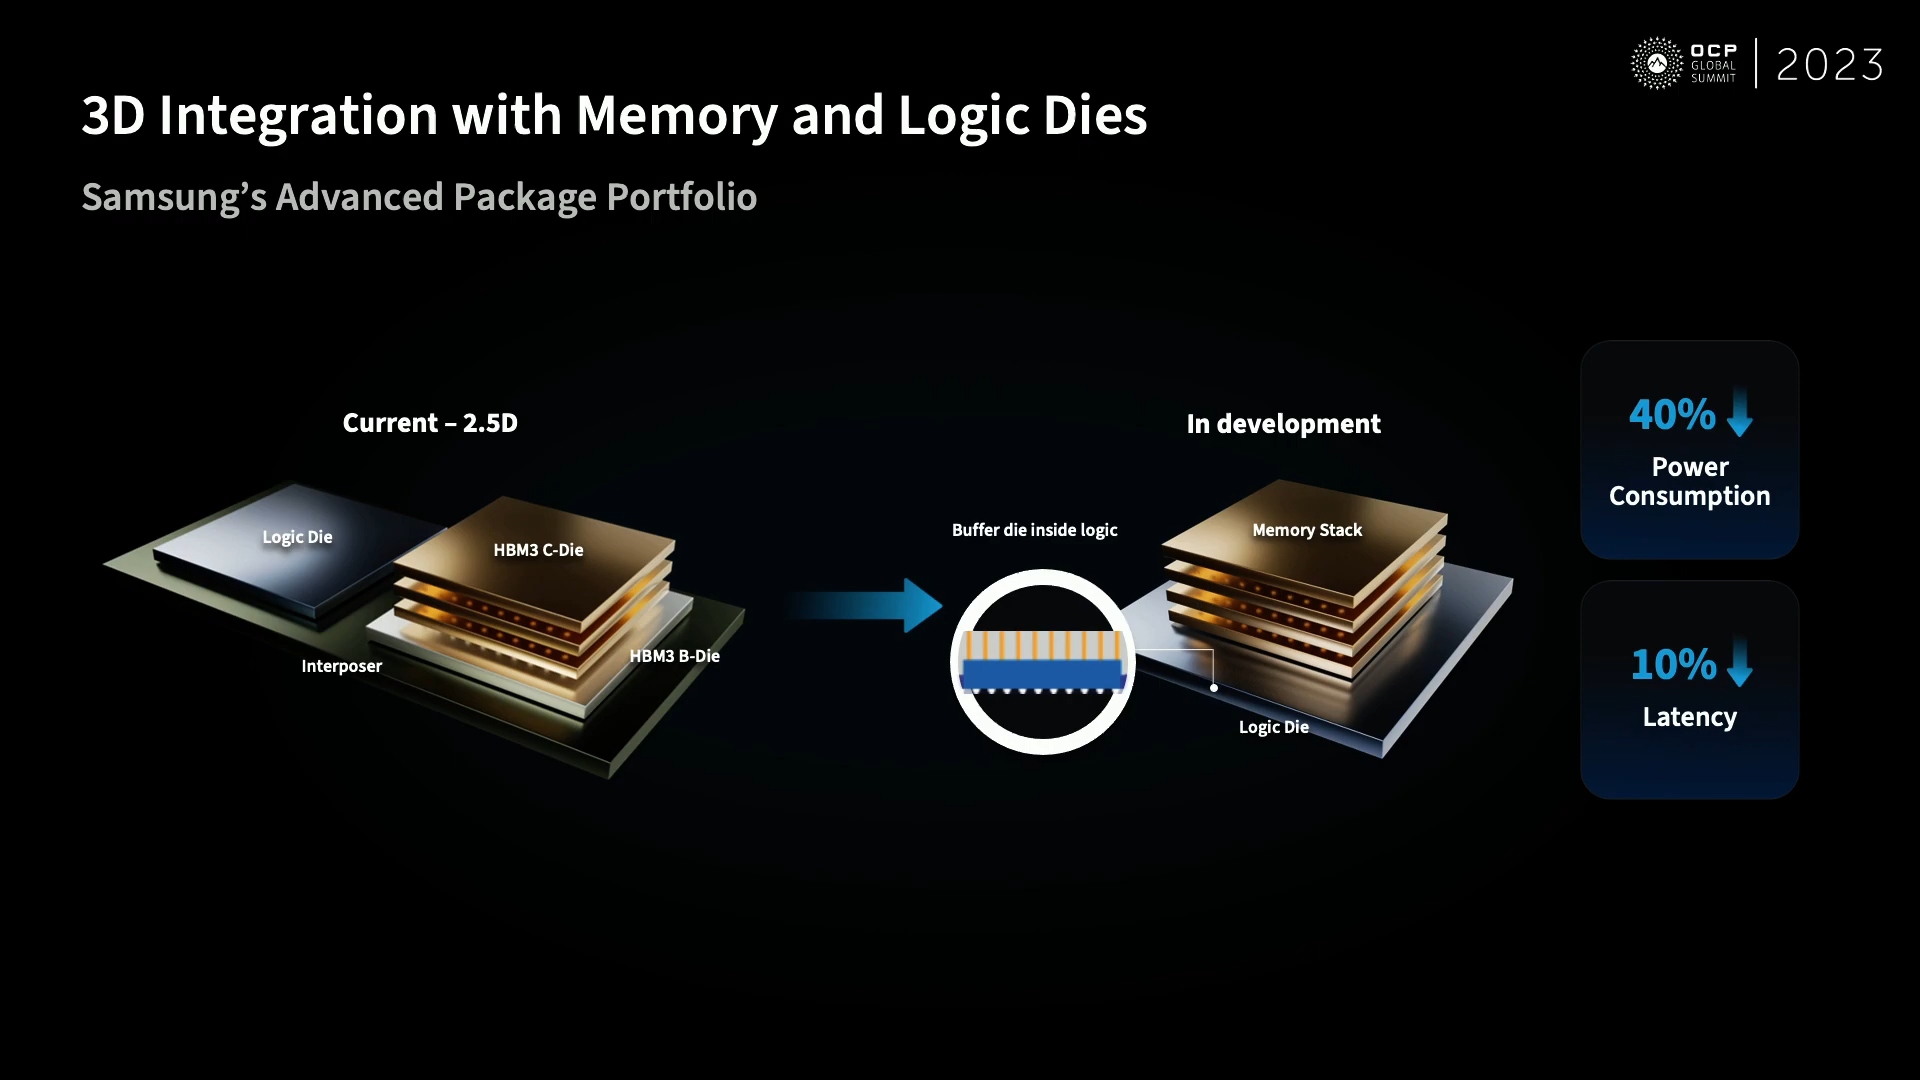 OCP
GLOBAL
SUMMIT
2023
3D Integration with Memory and Logic Dies
Samsung’s Advanced Package Portfolio
Current – 2.5D
Logic Die
HBM3 C-Die
HBM3 B-Die
Interposer
In development
Buffer die inside logic
Memory Stack
Logic Die
40%
Power
Consumption
10%
Latency